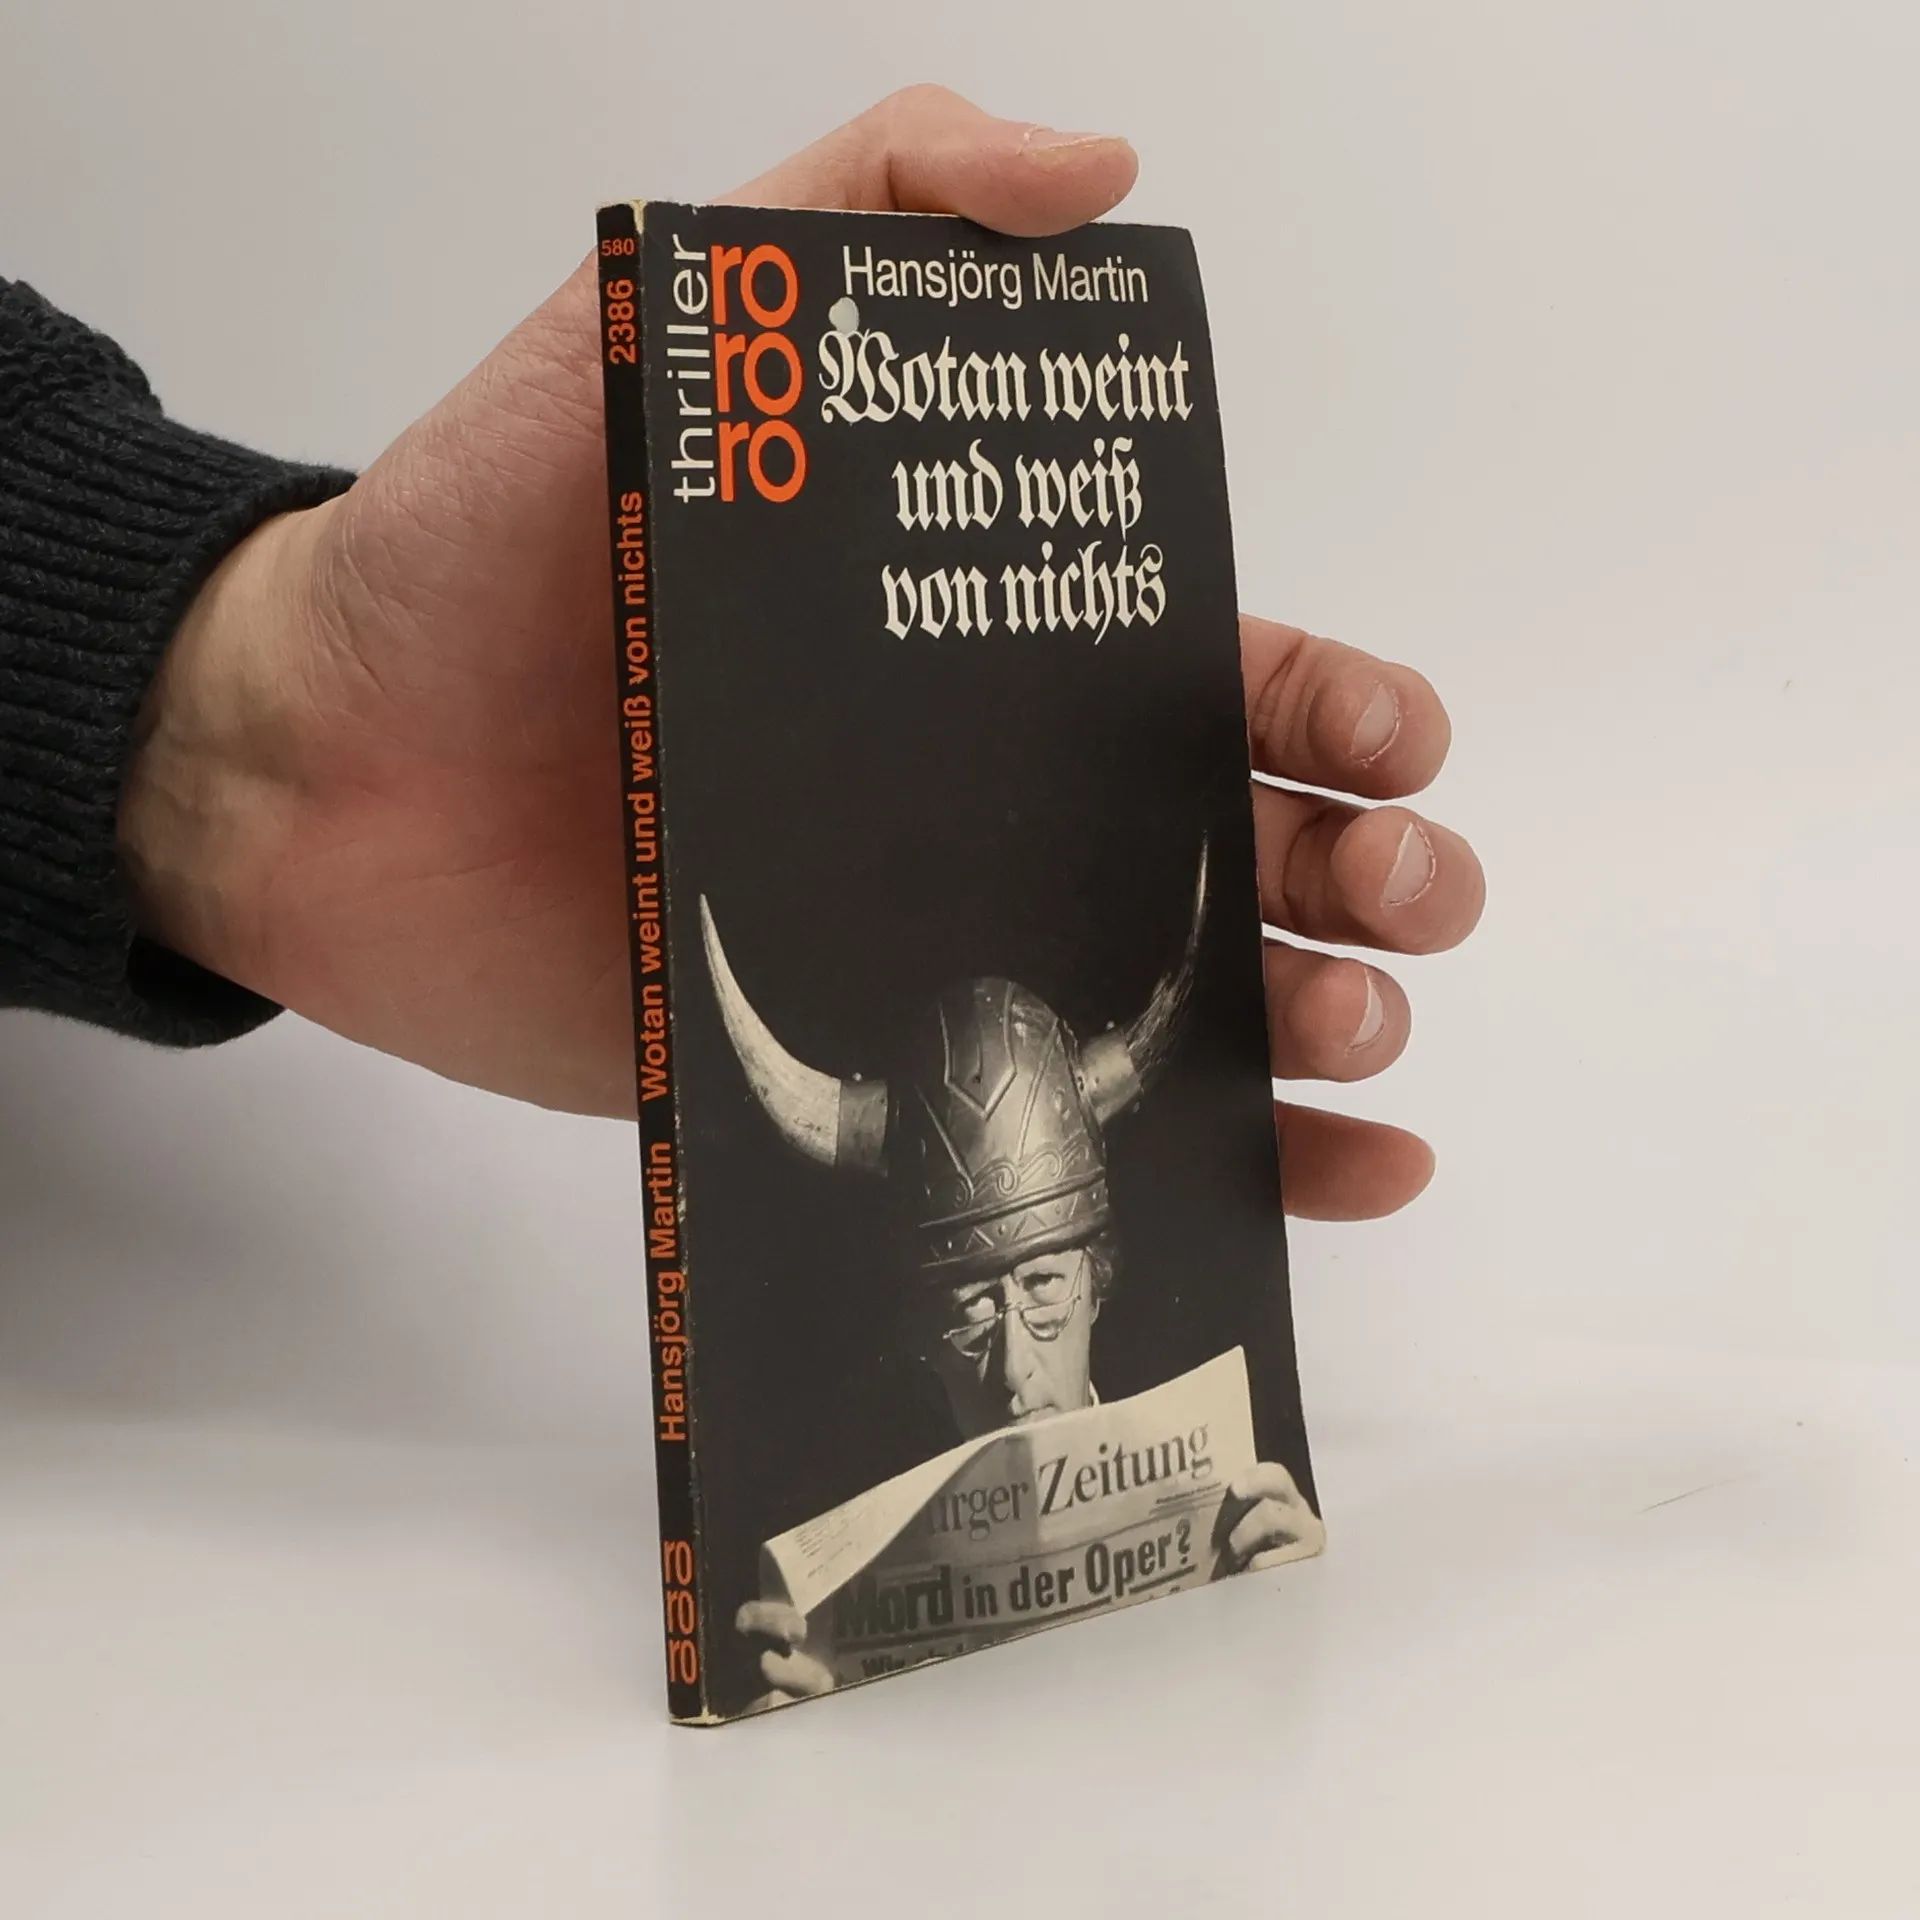 580
2386
Hansjörg Martin Wotan weint und weiß von nichts
ro
ro
ro
thriller
ro
ro
ro
Hansjörg Martin
Wotan weint
und weiß
von nichts
urger Zeitung
Mord in der Oper?